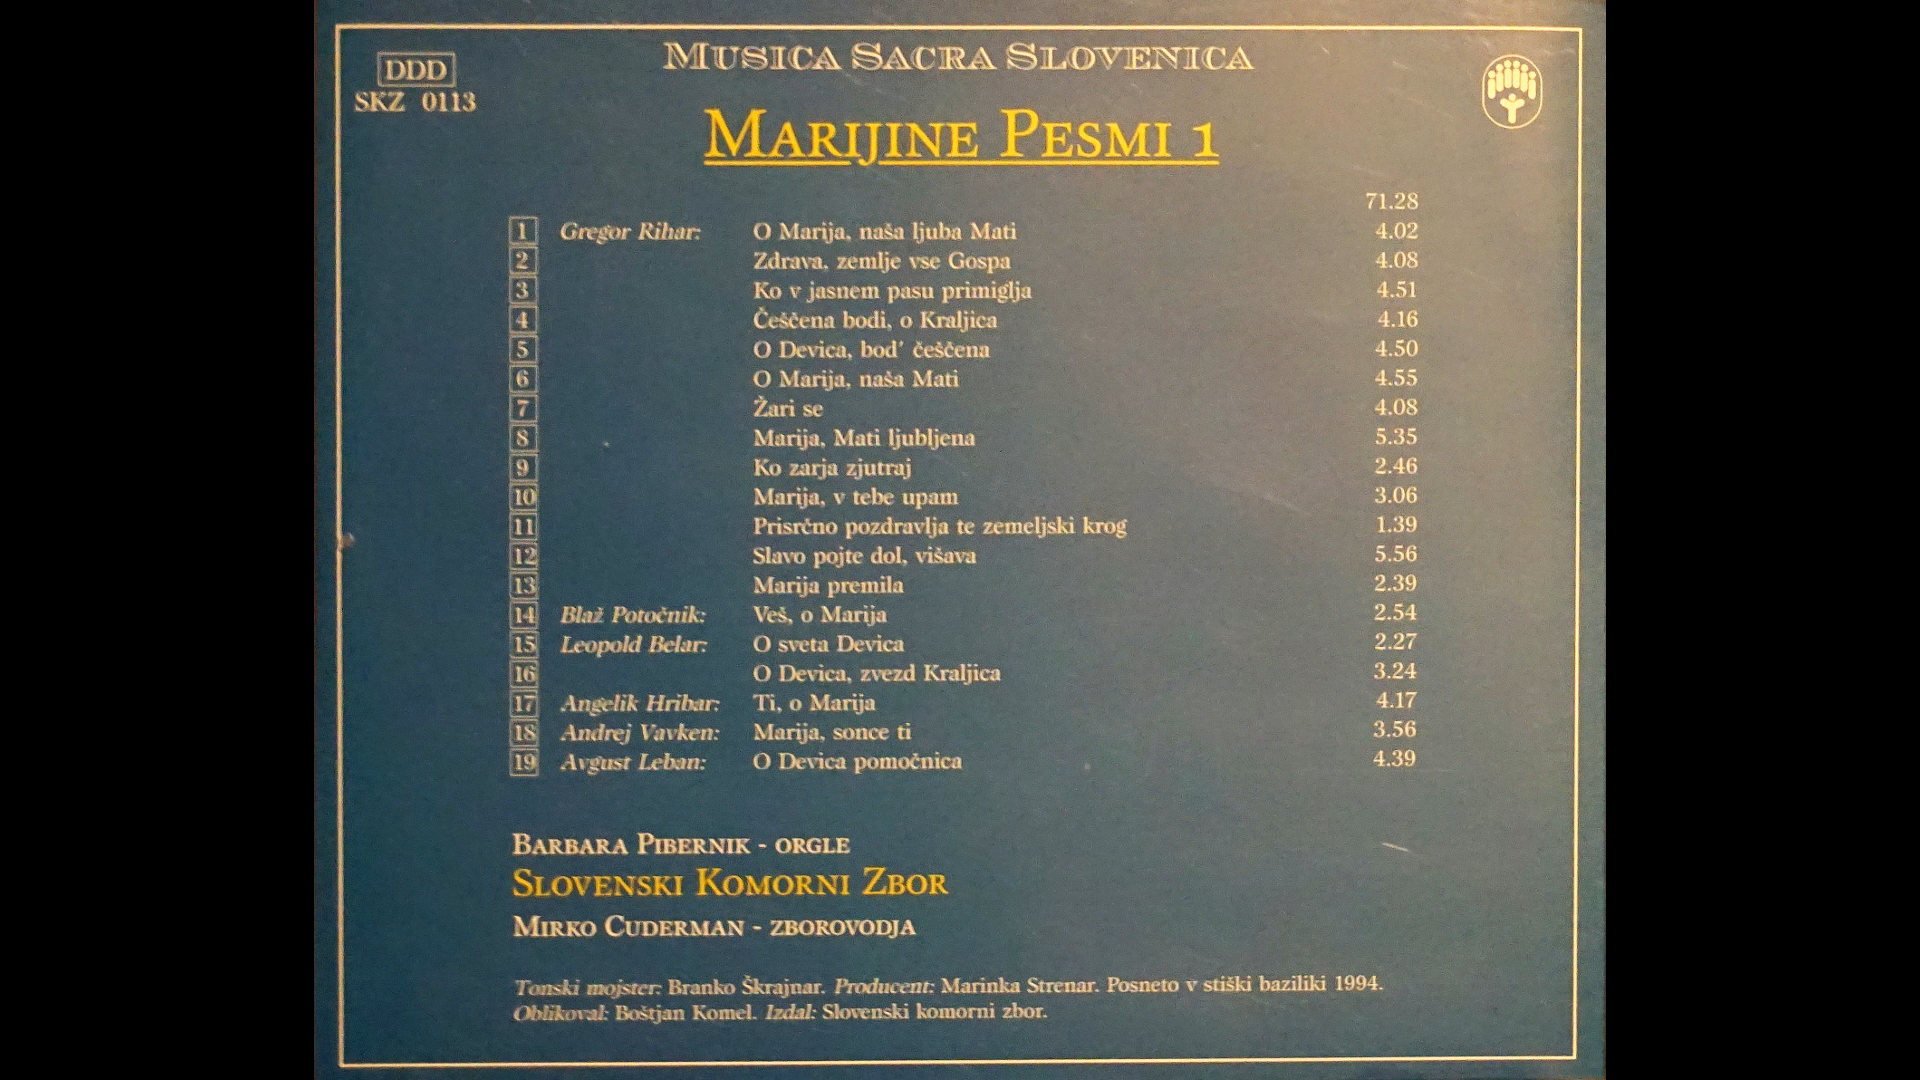 DDD
SKZ 0113
MUSICA SACRA SLOVENICA
MARIJINE PESMI 1
71.28
1 Gregor Rihar: O Marija, naša ljuba Mati 4.02
2 Zdrava, zemlje vse Gospa 4.08
3 Ko v jasnem pasu primiglja 4.51
4 Češčena bodi, o Kraljica 4.16
5 O Devica, bod' češčena 4.50
6 O Marija, naša Mati 4.55
7 Žari se 4.08
8 Marija, Mati ljubljena 5.35
9 Ko zarja zjutraj 2.46
10 Marija, v tebe upam 3.06
11 Prisrčno pozdravlja te zemeljski krog 1.39
12 Slavo pojte dol, višava 5.56
13 Marija premila 2.39
14 Blaž Potočnik: Veš, o Marija 2.54
15 Leopold Belar: O sveta Devica 2.27
16 O Devica, zvezd Kraljica 3.24
17 Angelik Hribar: Ti, o Marija 4.17
18 Andrej Vavken: Marija, sonce ti 3.56
19 Avgust Leban: O Devica pomočnica 4.39
BARBARA PIBERNIK - ORGLE
SLOVENSKI KOMORNI ZBOR
MIRKO CUDERMAN - ZBOROVODJA
Tonski mojster: Branko Škrajnar. Producent: Marinka Strenar. Posneto v stiški baziliki 1994.
Oblikoval: Boštjan Komel. Izdal: Slovenski komorni zbor.